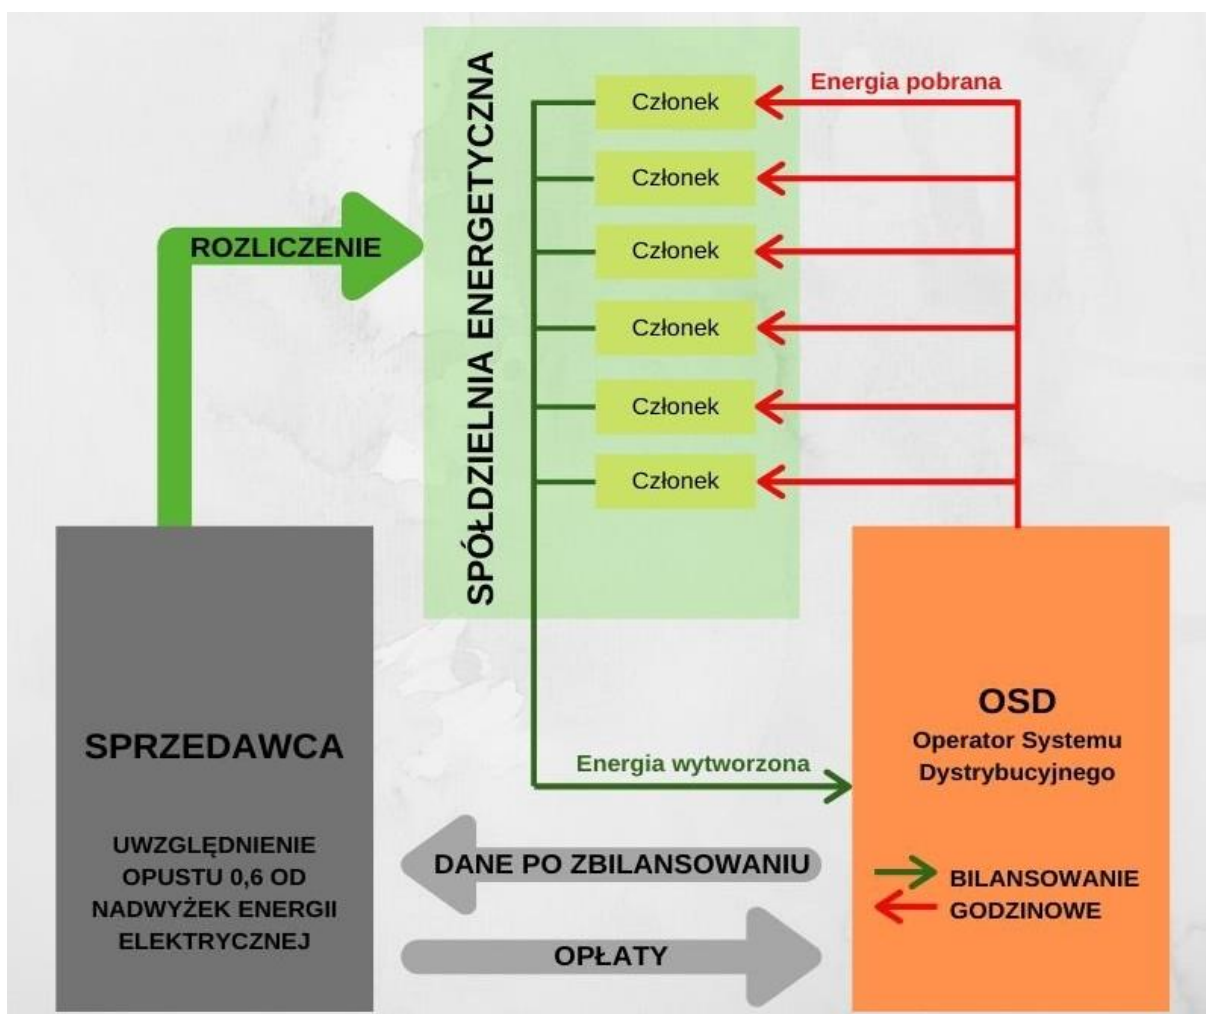 SPÓŁDZIELNIA ENERGETYCZNA
Energia pobrana
Członek
Członek
Członek
Członek
Członek
Członek
ROZLICZENIE
SPRZEDAWCA
UWZGLĘDNIENIE
OPUSTU 0,6 OD
NADWYŻEK ENERGII
ELEKTRYCZNEJ
Energia wytworzona
OSD
Operator Systemu
Dystrybucyjnego
BILANSOWANIE
GODZINOWE
DANE PO ZBILANSOWANIU
OPŁATY